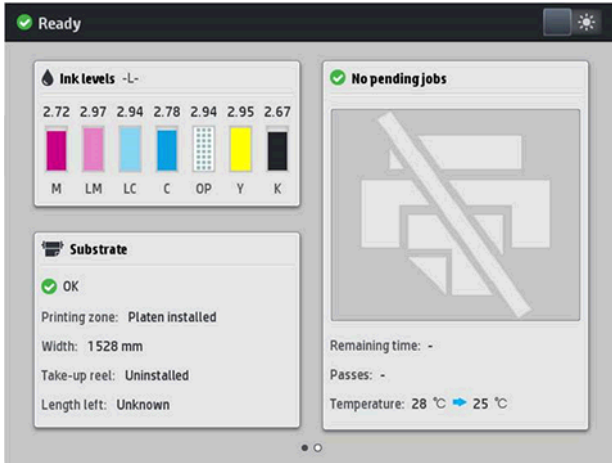 Ready
Ink levels -L-
2.72 2.97 2.94 2.78 2.94 2.95 2.67
M LM LC C OP Y K
Substrate
OK
Printing zone: Platen installed
Width: 1528 mm
Take-up reel: Uninstalled
Length left: Unknown
No pending jobs
Remaining time: -
Passes: -
Temperature: 28 °C ➡ 25 °C